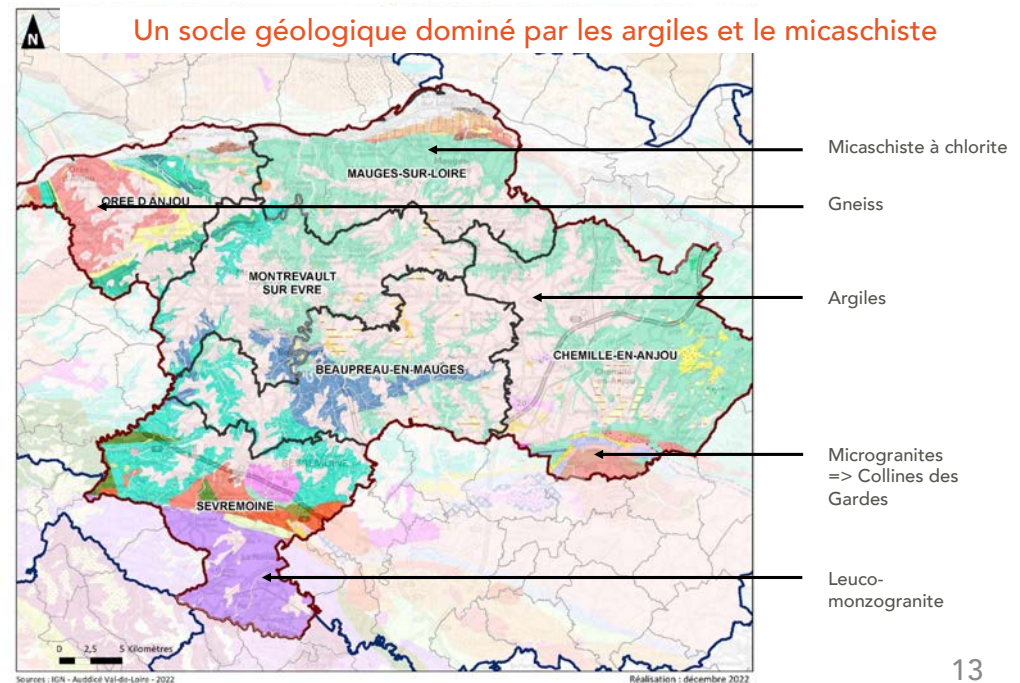 N
Un socle géologique dominé par les argiles et le micaschiste
Micaschiste à chlorite
MAUGES-SUR-LOIRE
Gneiss
OREE D'ANJOU
MONTREVAULT
SUR EVRE
Argiles
CHEMILLE-EN-ANJOU
BEAUPREAU-EN-MAUGES
Microgranites
=> Collines des
Gardes
SEVREMOINE
Leuco-
monzogranite
0 2,5 5 Kilomètres
Sources : IGN - Auddicé Val-de-Loire - 2022
Réalisation : décembre 2022
13